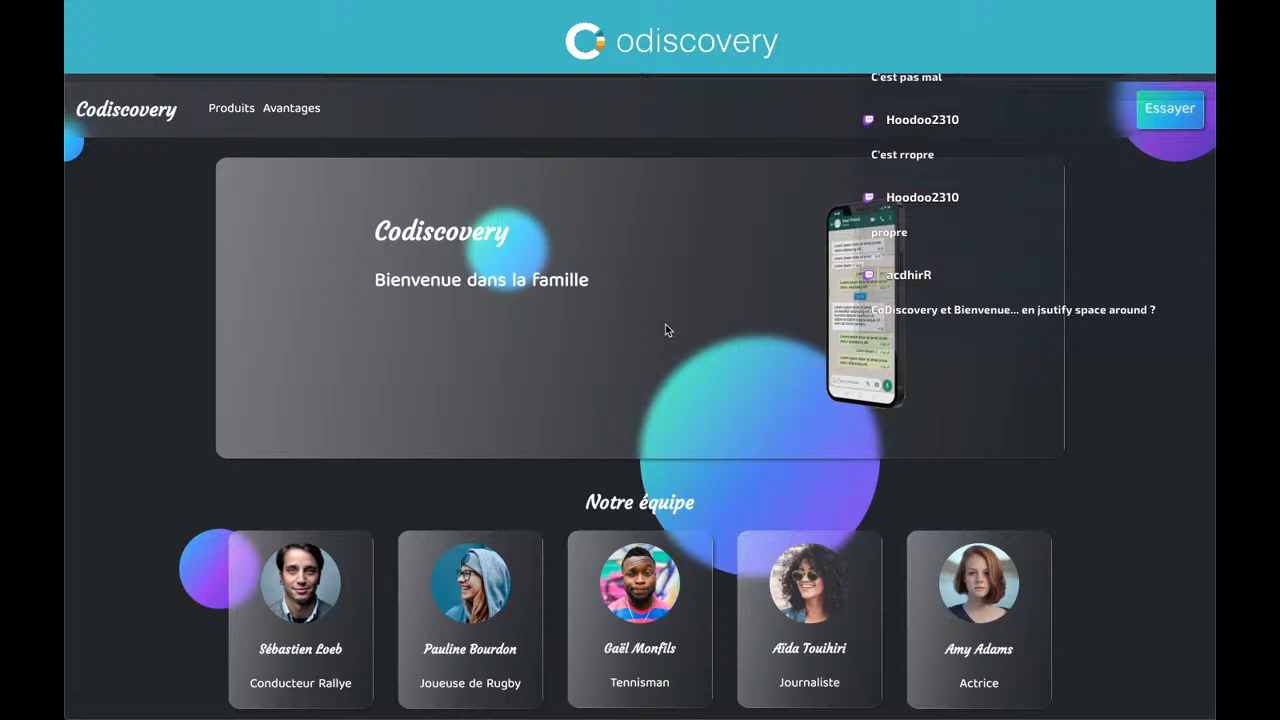 odiscovery
C'est pas mal
Codiscovery
Produits Avantages
Essayer
Hoodoo2310
C'est rropre
Hoodoo2310
propre
acdhirR
CoDiscovery et Bienvenue... en jsutify space around ?
Codiscovery
Bienvenue dans la famille
Notre équipe
Sébastien Loeb
Conducteur Rallye
Pauline Bourdon
Joueuse de Rugby
Gaël Monfils
Tennisman
Aïda Touihiri
Journaliste
Amy Adams
Actrice